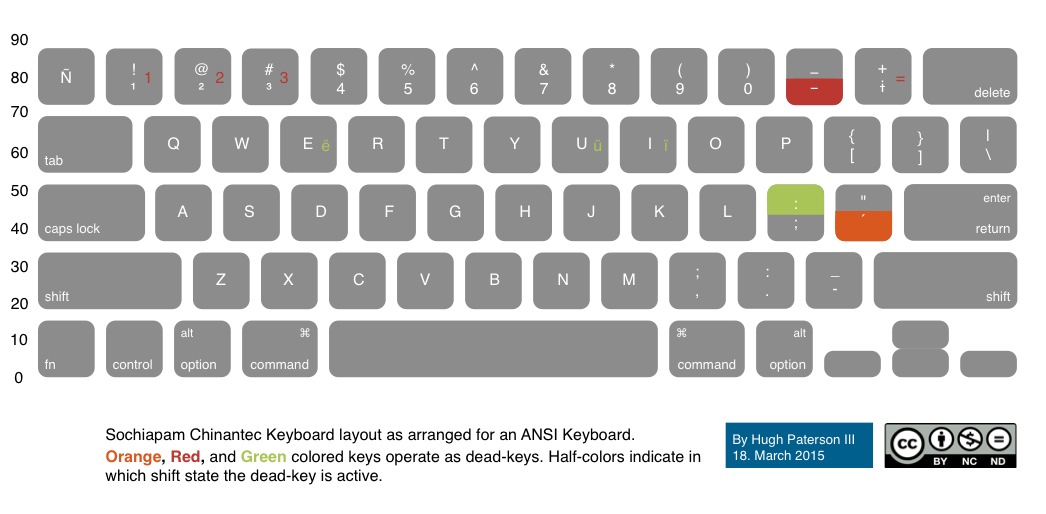 90
80
70
60
50
40
30
20
10
0
Ñ ! ¹ 1 @ ² 2 # ³ 3 $ 4 % 5 ^ 6 & 7 * 8 ( 9 ) 0 _ – + ɨ = delete
tab Q W E ë R T Y U ü I ï O P { [ } ] | \
caps lock A S D F G H J K L : ; " ´ enter return
shift Z X C V B N M ; , : . _ - shift
fn control alt option ⌘ command ⌘ command alt option
Sochiapam Chinantec Keyboard layout as arranged for an ANSI Keyboard.
Orange, Red, and Green colored keys operate as dead-keys. Half-colors indicate in
which shift state the dead-key is active.
By Hugh Paterson III
18. March 2015
cc BY NC ND